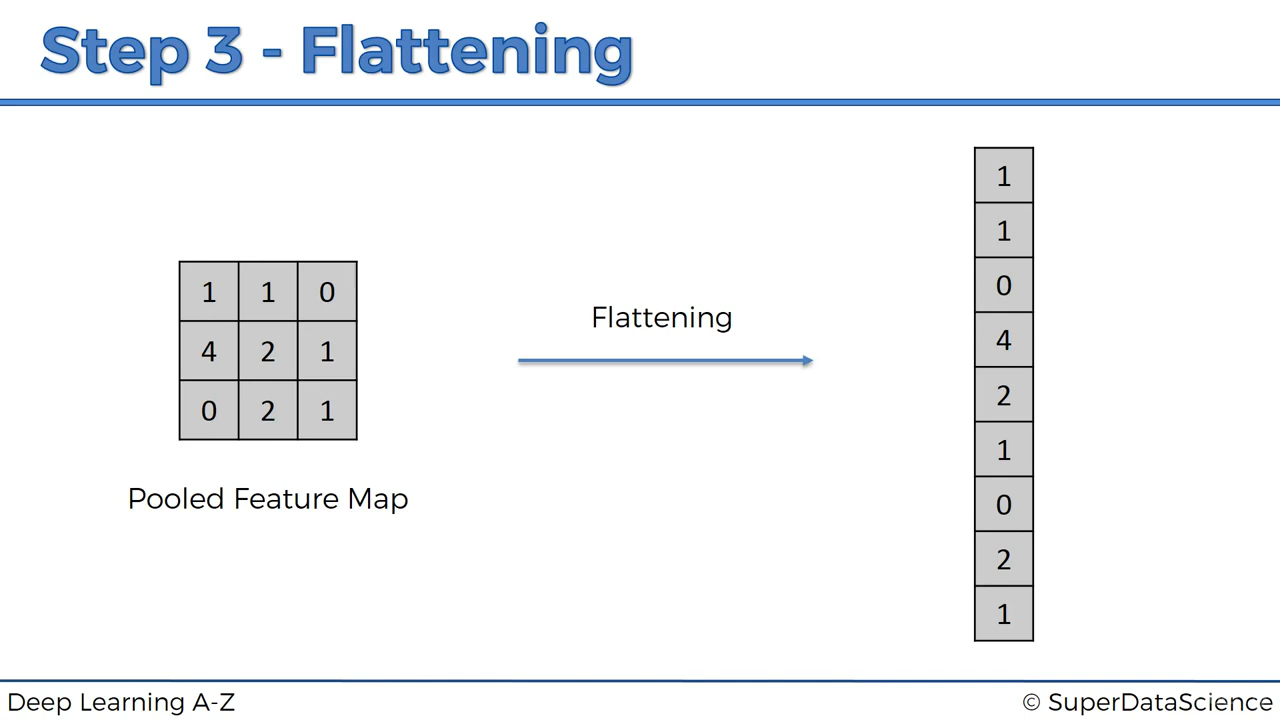 Step 3 - Flattening
1 1 0
4 2 1
0 2 1
Pooled Feature Map
Flattening
1
1
0
4
2
1
0
2
1
Deep Learning A-Z
© SuperDataScience